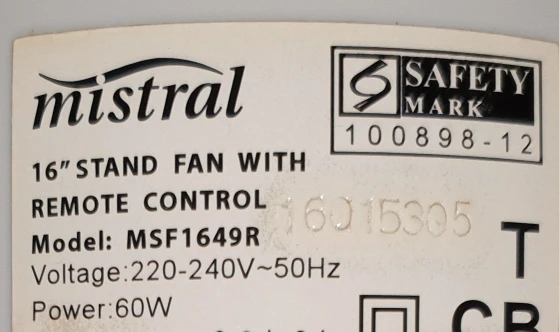 mistral
SAFETY
MARK
100898-12
16" STAND FAN WITH
REMOTE CONTROL
16015305
Model: MSF1649R
Voltage:220-240V~50Hz
Power:60W
T